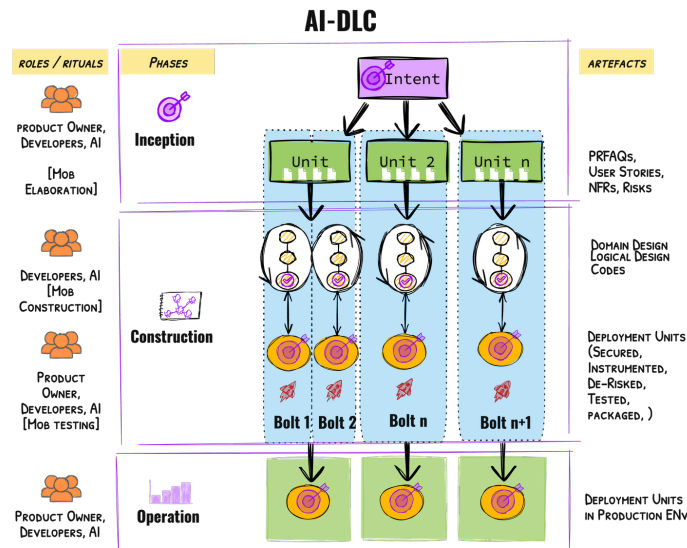 AI-DLC
ROLES / RITUALS
PHASES
ARTEFACTS
Intent
PRODUCT OWNER,
DEVELOPERS, AI
[MOB
ELABORATION]
Inception
Unit
Unit 2
Unit n
PRFAQS,
USER STORIES,
NFRS, RISKS
DEVELOPERS, AI
[MOB
CONSTRUCTION]
DOMAIN DESIGN
LOGICAL DESIGN
CODES
Construction
PRODUCT
OWNER,
DEVELOPERS, AI
[MOB TESTING]
DEPLOYMENT UNITS
(SECURED,
INSTRUMENTED,
DE-RISKED,
TESTED,
PACKAGED, )
Bolt 1
Bolt 2
Bolt n
Bolt n+1
PRODUCT OWNER,
DEVELOPERS, AI
Operation
DEPLOYMENT UNITS
IN PRODUCTION ENV